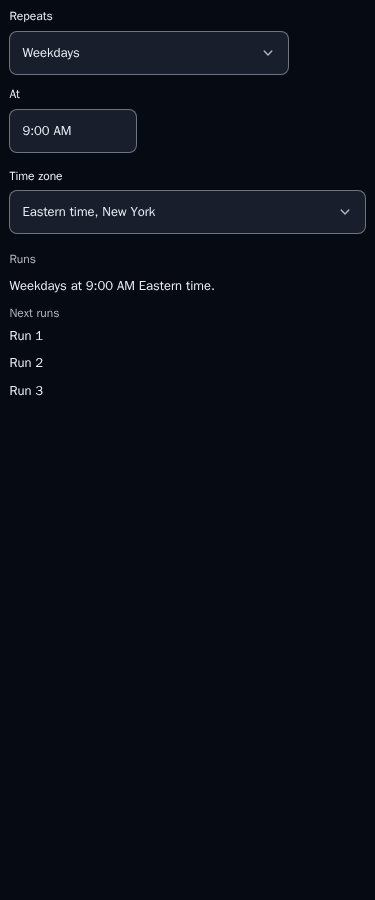 Repeats
Weekdays
At
9:00 AM
Time zone
Eastern time, New York
Runs
Weekdays at 9:00 AM Eastern time.
Next runs
Run 1
Run 2
Run 3